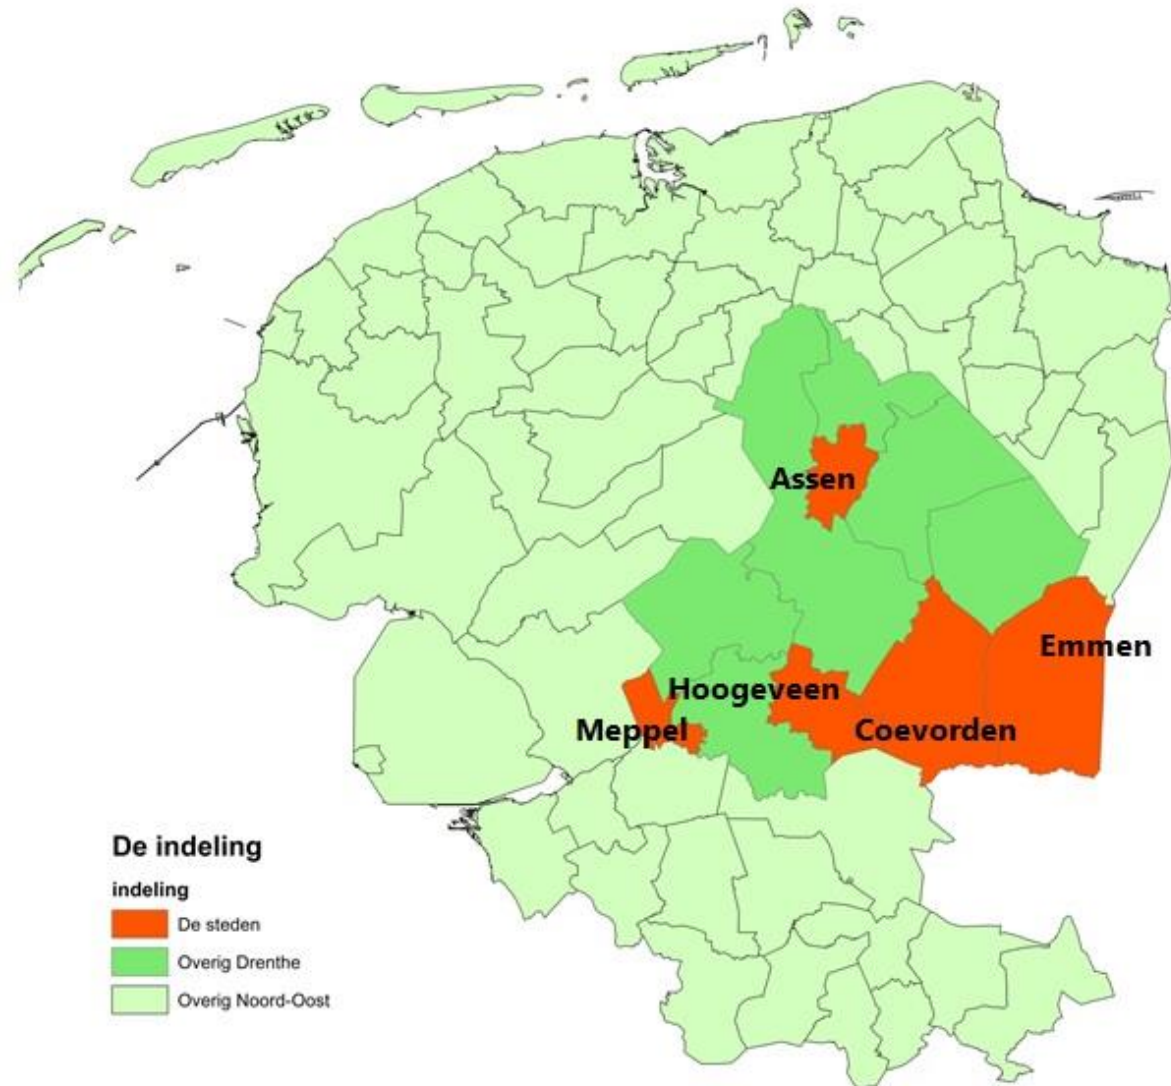 Assen
Emmen
Hoogeveen
Meppel
Coevorden
De indeling
indeling
De steden
Overig Drenthe
Overig Noord-Oost